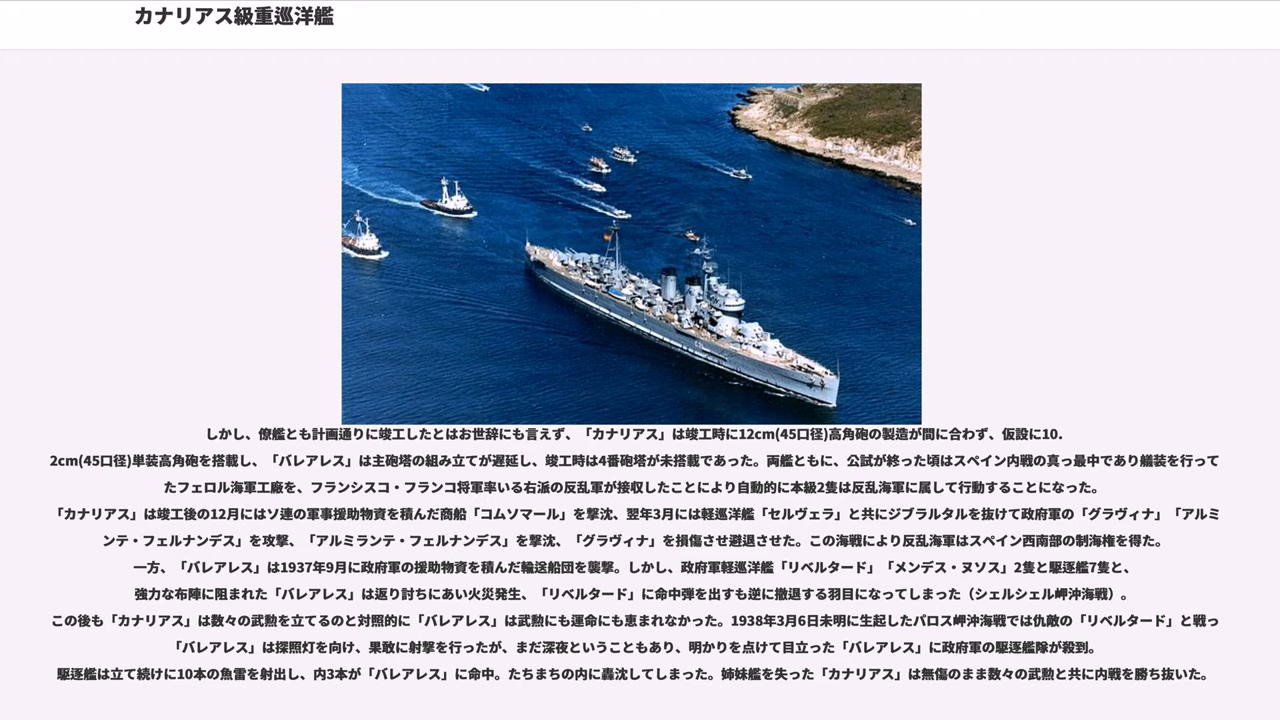 カナリアス級重巡洋艦
しかし、僚艦とも計画通りに竣工したとはお世辞にも言えず、「カナリアス」は竣工時に12cm(45口径)高角砲の製造が間に合わず、仮設に10.
2cm(45口径)単装高角砲を搭載し、「バレアレス」は主砲塔の組み立てが遅延し、竣工時は4番砲塔が未搭載であった。両艦ともに、公試が終った頃はスペイン内戦の真っ最中であり艤装を行って
たフェロル海軍工廠を、フランシスコ・フランコ将軍率いる右派の反乱軍が接収したことにより自動的に本級2隻は反乱海軍に属して行動することになった。
「カナリアス」は竣工後の12月にはソ連の軍事援助物資を積んだ商船「コムソマール」を撃沈、翌年3月には軽巡洋艦「セルヴェラ」と共にジブラルタルを抜けて政府軍の「グラヴィナ」「アルミ
ンテ・フェルナンデス」を攻撃、「アルミランテ・フェルナンデス」を撃沈、「グラヴィナ」を損傷させ避退させた。この海戦により反乱海軍はスペイン西南部の制海権を得た。
一方、「バレアレス」は1937年9月に政府軍の援助物資を積んだ輸送船団を襲撃。しかし、政府軍軽巡洋艦「リベルタード」「メンデス・ヌソス」2隻と駆逐艦7隻と、
強力な布陣に阻まれた「バレアレス」は返り討ちにあい火災発生、「リベルタード」に命中弾を出すも逆に撤退する羽目になってしまった（シェルシェル岬沖海戦）。
この後も「カナリアス」は数々の武勲を立てるのと対照的に「バレアレス」は武勲にも運命にも恵まれなかった。1938年3月6日未明に生起したパロス岬沖海戦では仇敵の「リベルタード」と戦っ
「バレアレス」は探照灯を向け、果敢に射撃を行ったが、まだ深夜ということもあり、明かりを点けて目立った「バレアレス」に政府軍の駆逐艦隊が殺到。
駆逐艦は立て続けに10本の魚雷を射出し、内3本が「バレアレス」に命中。たちまちの内に轟沈してしまった。姉妹艦を失った「カナリアス」は無傷のまま数々の武勲と共に内戦を勝ち抜いた。